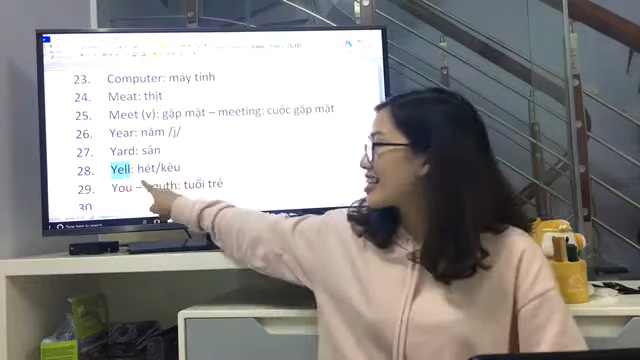 23. Computer: máy tính
24. Meat: thịt
25. Meet (v): gặp mặt – meeting: cuộc gặp mặt
26. Year: năm /j/
27. Yard: sân
28. Yell: hét/kêu
29. You – youth: tuổi trẻ
30